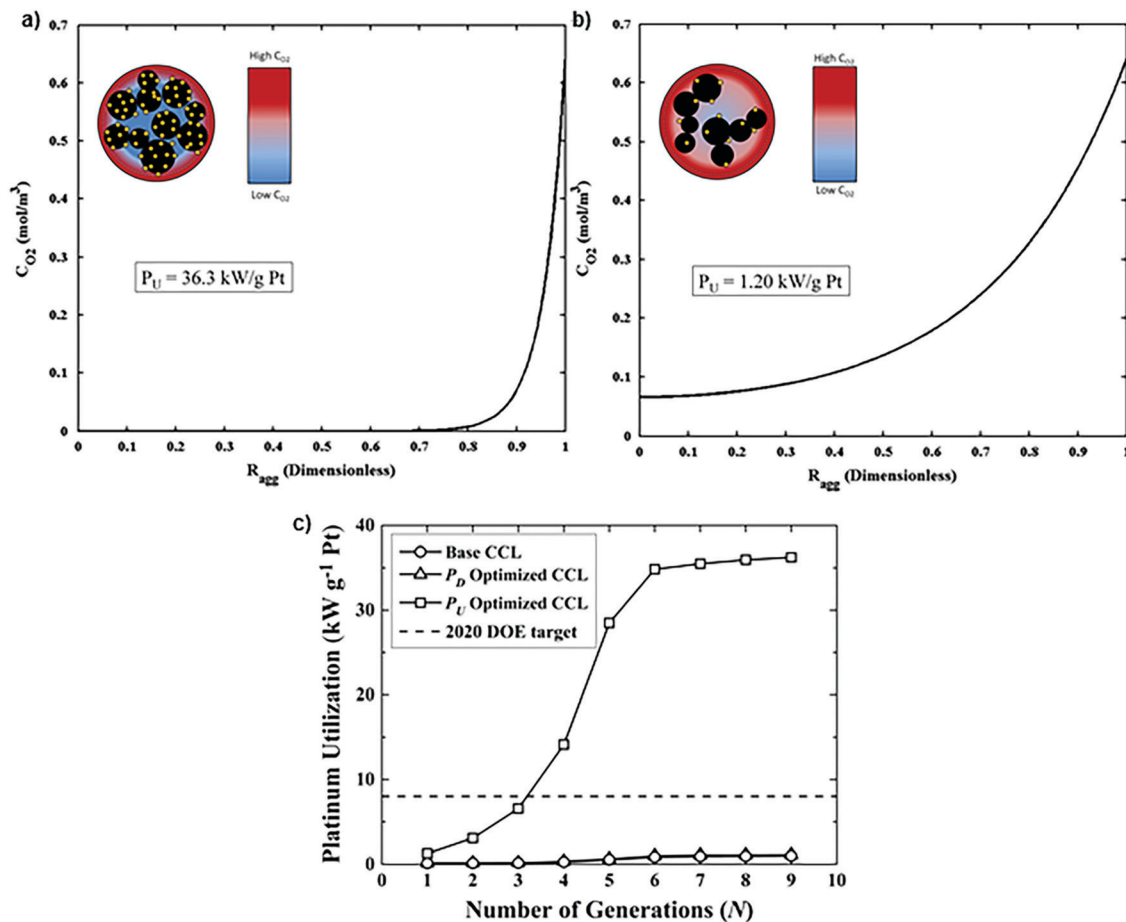 a)
0.7
0.6
0.5
0.4
0.3
0.2
0.1
0
C_O2 (mol/m³)
High C_O2
Low C_O2
P_U = 36.3 kW/g Pt
0 0.1 0.2 0.3 0.4 0.5 0.6 0.7 0.8 0.9 1
R_agg (Dimensionless)
b)
0.7
0.6
0.5
0.4
0.3
0.2
0.1
0
C_O2 (mol/m³)
High C_O2
Low C_O2
P_U = 1.20 kW/g Pt
0 0.1 0.2 0.3 0.4 0.5 0.6 0.7 0.8 0.9 1
R_agg (Dimensionless)
c)
40
30
20
10
0
Platinum Utilization (kW g⁻¹ Pt)
Base CCL
P_D Optimized CCL
P_U Optimized CCL
2020 DOE target
0 1 2 3 4 5 6 7 8 9 10
Number of Generations (N)